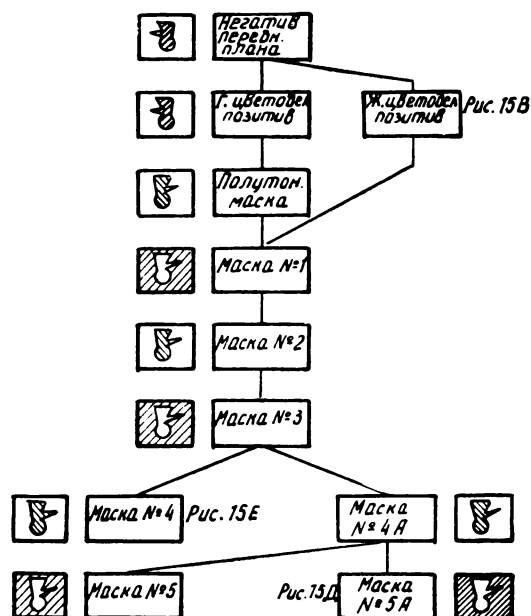 Негатив
передн.
плана
Г. цветодел
позитив
Ж. цветодел
позитив
Рис. 15В
Полутон.
маска
Маска №1
Маска №2
Маска №3
Маска №4
Рис. 15Е
Маска
№4А
Маска №5
Рис. 15Д
Маска
№5А